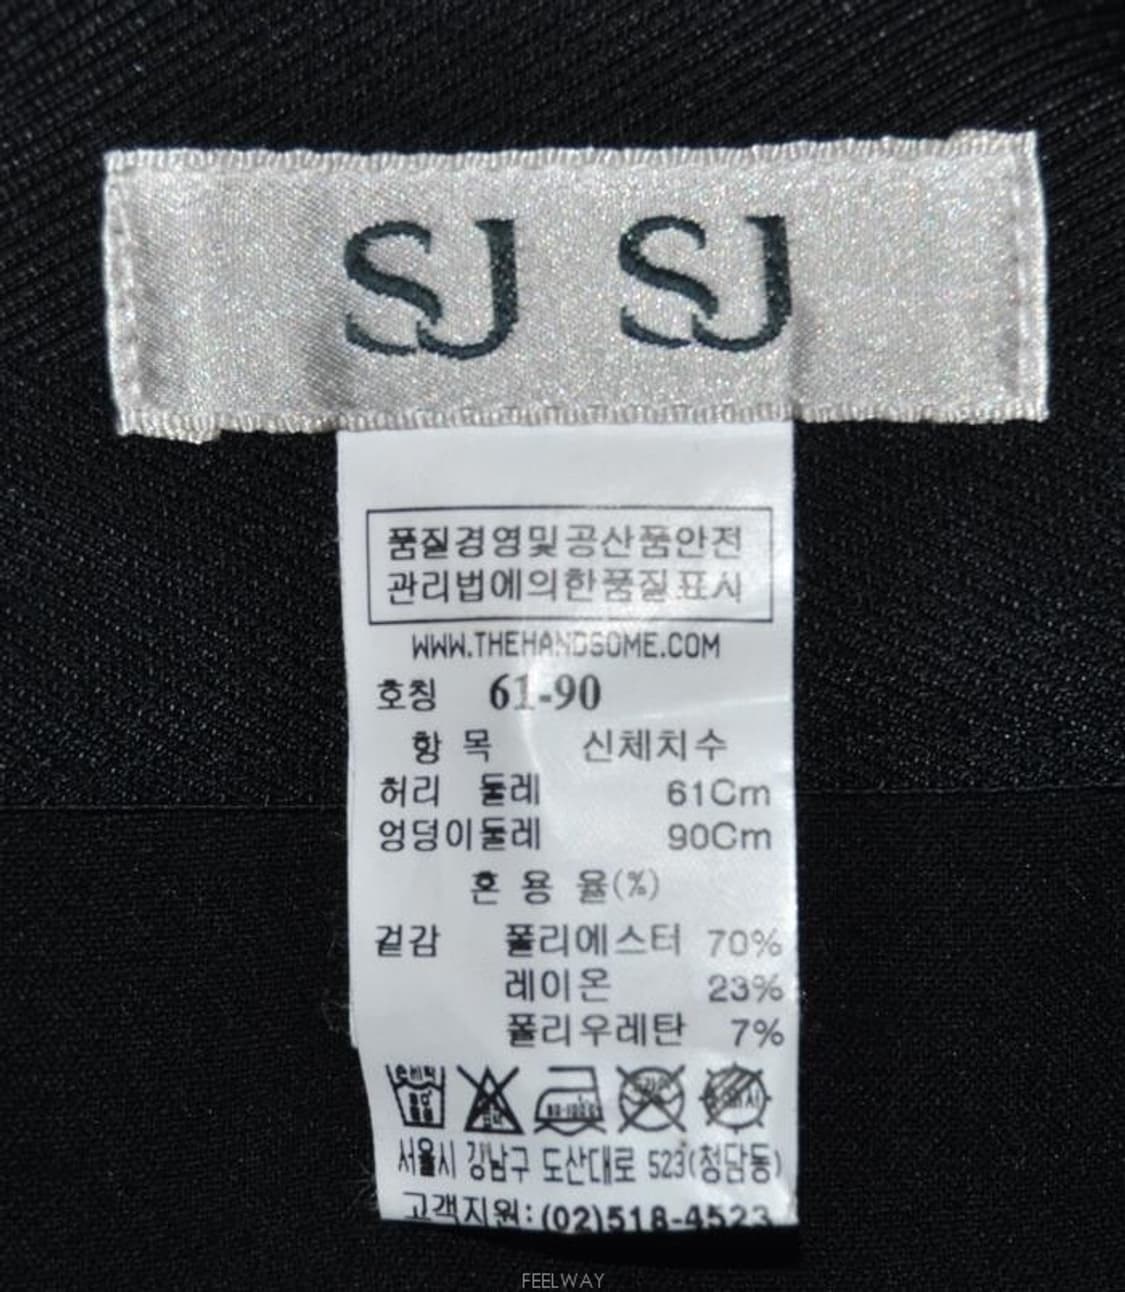 SJ SJ
품질경영및공산품안전
관리법에의한품질표시
WWW.THEHANDSOME.COM
호칭 61-90
항 목 신체치수
허리 둘레 61Cm
엉덩이둘레 90Cm
혼 용 율(%)
겉감 폴리에스터 70%
레이온 23%
폴리우레탄 7%
서울시 강남구 도산대로 523(청담동)
고객지원:(02)518-4523
FEELWAY